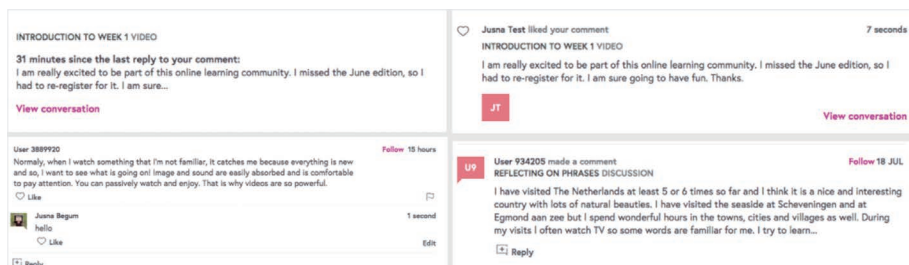 INTRODUCTION TO WEEK 1 VIDEO
31 minutes since the last reply to your comment:
I am really excited to be part of this online learning community. I missed the June edition, so I
had to re-register for it. I am sure...
View conversation
Jusna Test liked your comment 7 seconds
INTRODUCTION TO WEEK 1 VIDEO
I am really excited to be part of this online learning community. I missed the June edition, so I
had to re-register for it. I am sure going to have fun. Thanks.
JT
View conversation
User 3889920 Follow 15 hours
Normaly, when I watch something that I'm not familiar, it catches me because everything is new
and so, I want to see what is going on! Image and sound are easily absorbed and is comfortable
to pay attention. You can passively watch and enjoy. That is why videos are so powerful.
Like
Jusna Begum 1 second
hello
Like Edit
Reply
U9
User 934205 made a comment Follow 18 JUL
REFLECTING ON PHRASES DISCUSSION
I have visited The Netherlands at least 5 or 6 times so far and I think it is a nice and interesting
country with lots of natural beauties. I have visited the seaside at Scheveningen and at
Egmond aan zee but I spend wonderful hours in the towns, cities and villages as well. During
my visits I often watch TV so some words are familiar for me. I try to learn...
Reply